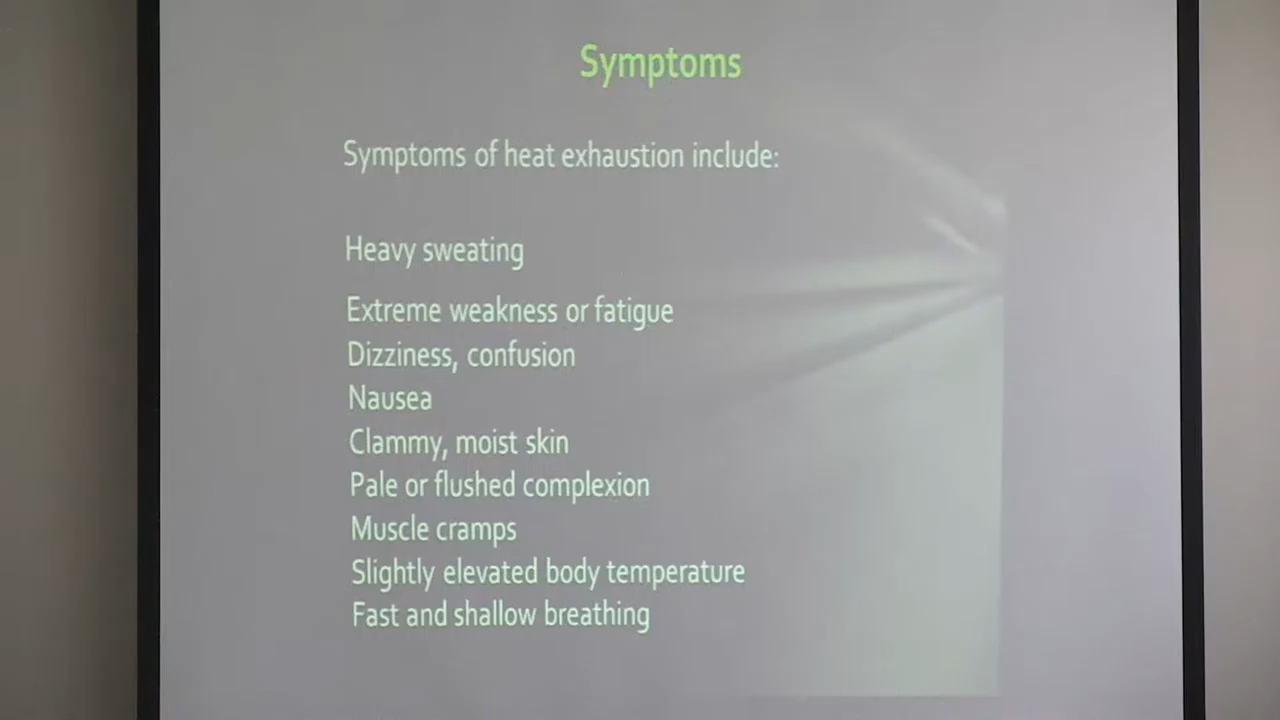 Symptoms
Symptoms of heat exhaustion include:
Heavy sweating
Extreme weakness or fatigue
Dizziness, confusion
Nausea
Clammy, moist skin
Pale or flushed complexion
Muscle cramps
Slightly elevated body temperature
Fast and shallow breathing